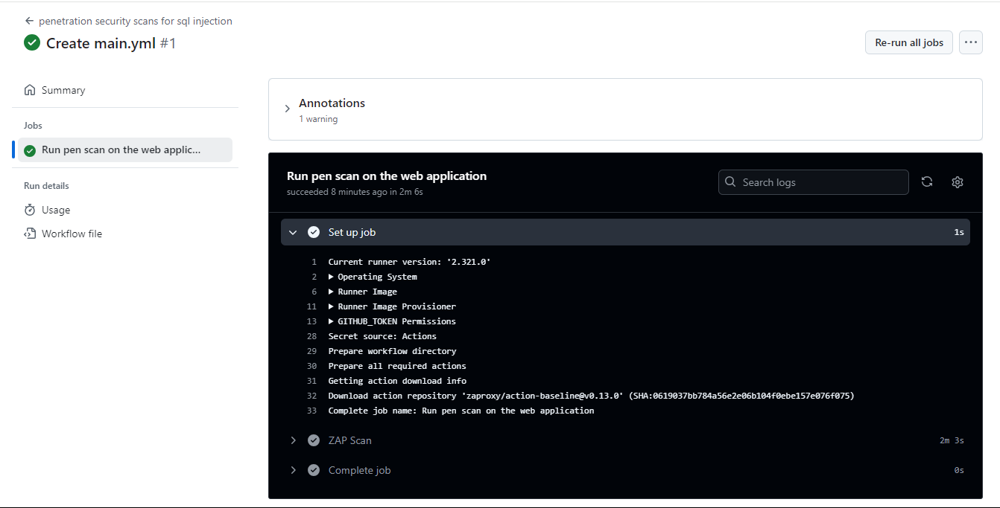 penetration security scans for sql injection
Create main.yml #1
Re-run all jobs
Summary
Jobs
Run pen scan on the web applic...
Run details
Usage
Workflow file
Annotations
1 warning
Run pen scan on the web application
succeeded 8 minutes ago in 2m 6s
Search logs
Set up job 1s
1 Current runner version: '2.321.0'
2 Operating System
6 Runner Image
11 Runner Image Provisioner
13 GITHUB_TOKEN Permissions
28 Secret source: Actions
29 Prepare workflow directory
30 Prepare all required actions
31 Getting action download info
32 Download action repository 'zaproxy/action-baseline@v0.13.0' (SHA:0619037bb784a56e2e06b104f0ebe157e076f075)
33 Complete job name: Run pen scan on the web application
ZAP Scan 2m 3s
Complete job 0s